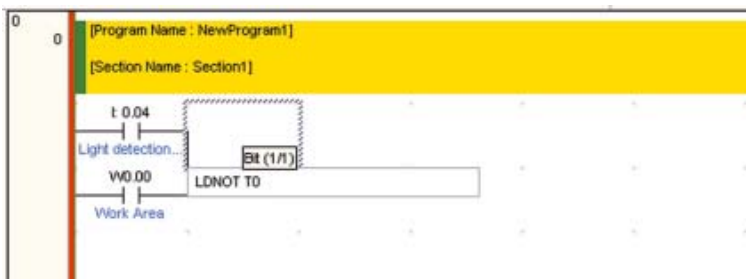 0
0
[Program Name : NewProgram1]
[Section Name : Section1]
I: 0.04
Light detection...
Bit (1/1)
W0.00
LDNOT T0
Work Area